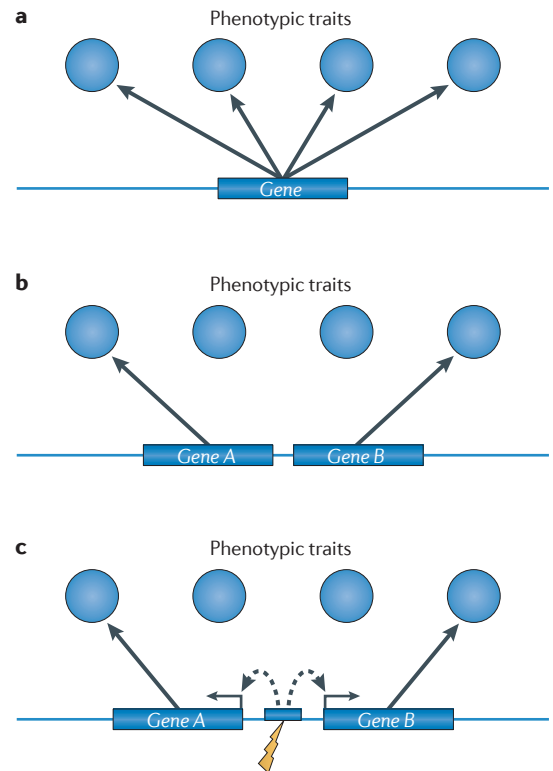 a
Phenotypic traits
Gene
b
Phenotypic traits
Gene A
Gene B
c
Phenotypic traits
Gene A
Gene B